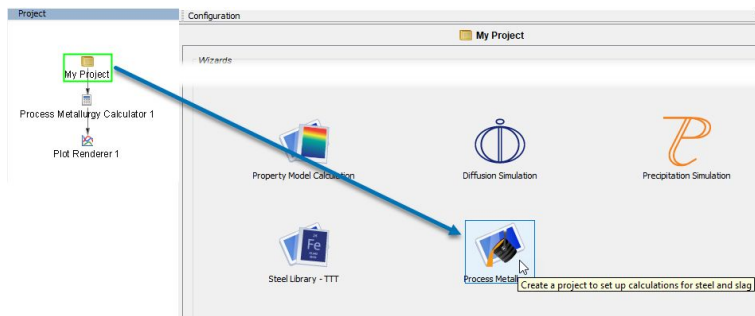 Project
Configuration
My Project
Wizards
My Project
Process Metallurgy Calculator 1
Plot Renderer 1
Property Model Calculation
Diffusion Simulation
Precipitation Simulation
Fe
Steel Library - TTT
Process Metall
Create a project to set up calculations for steel and slag